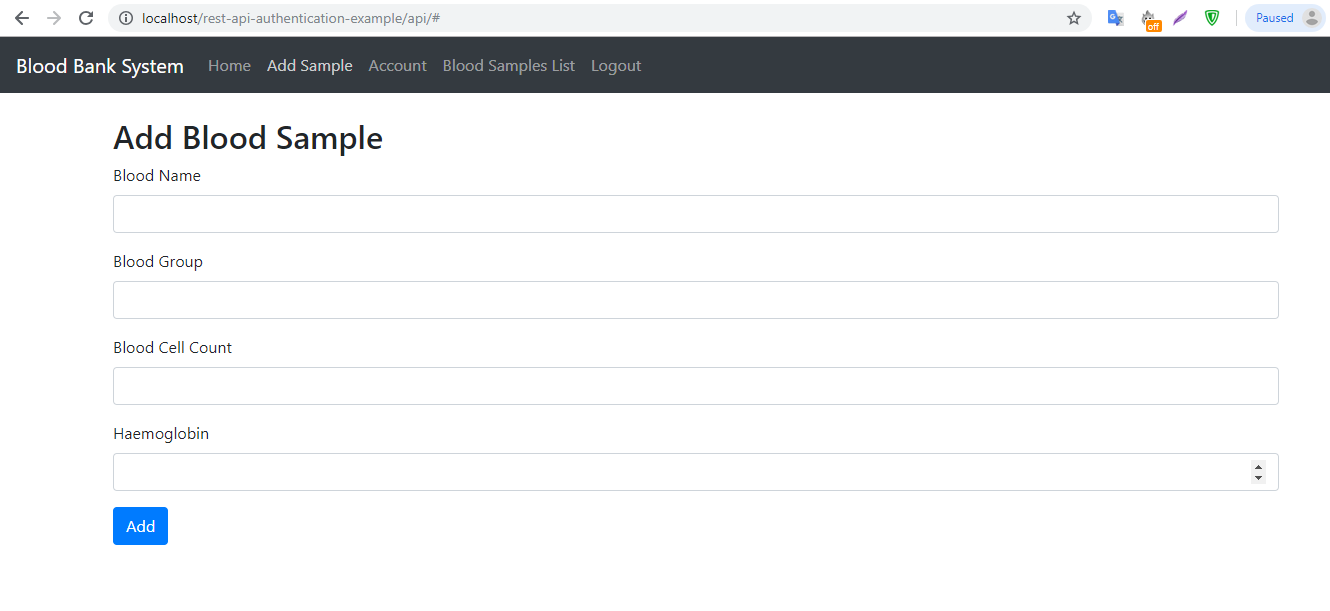 localhost/rest-api-authentication-example/api/#
off
Paused
Blood Bank System Home Add Sample Account Blood Samples List Logout
Add Blood Sample
Blood Name
Blood Group
Blood Cell Count
Haemoglobin
Add